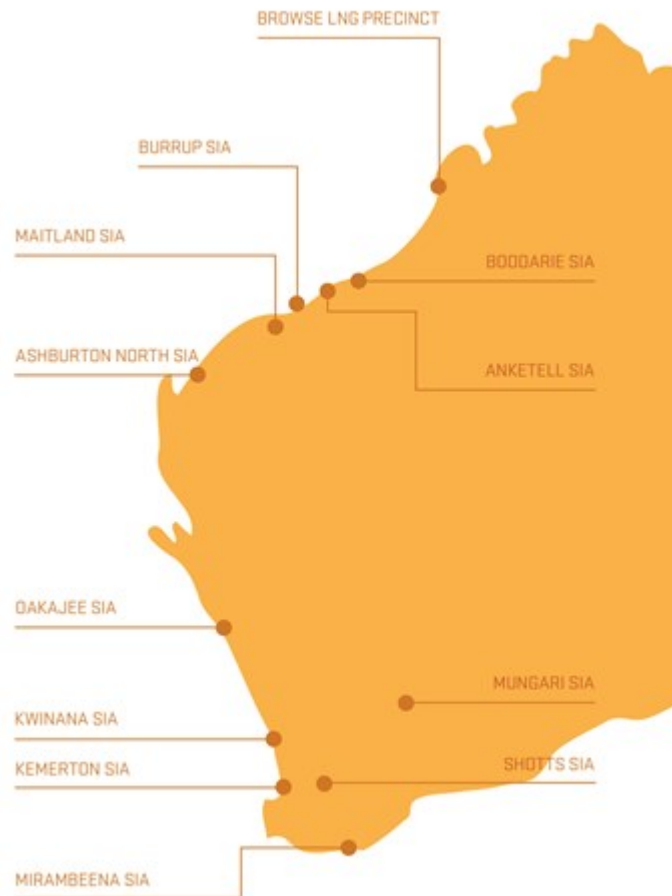 BROWSE LNG PRECINCT
BURRUP SIA
MAITLAND SIA
BODDARIE SIA
ASHBURTON NORTH SIA
ANKETELL SIA
OAKAJEE SIA
MUNGARI SIA
KWINANA SIA
SHOTTS SIA
KEMERTON SIA
MIRAMBEENA SIA